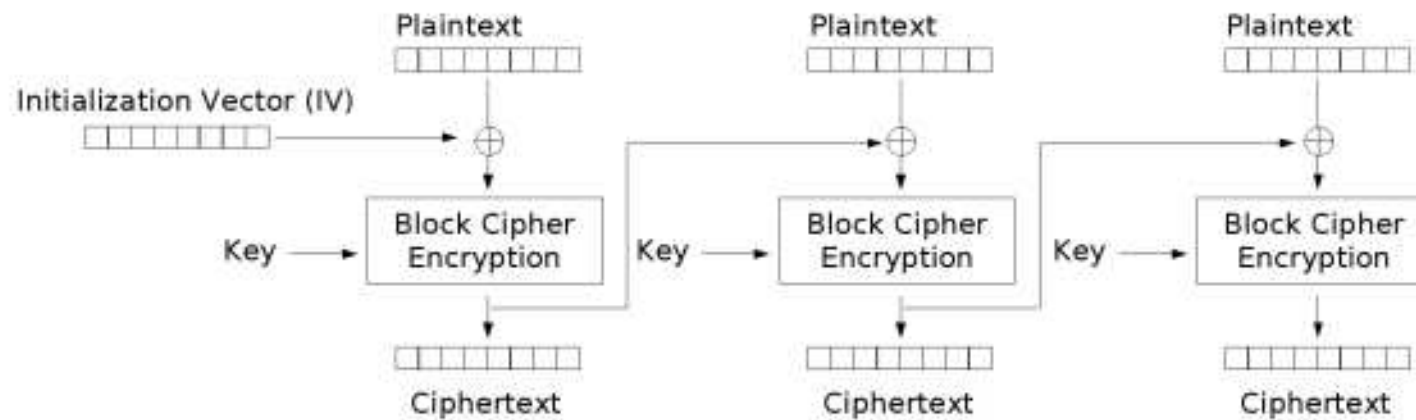 Plaintext
Plaintext
Plaintext
Initialization Vector (IV)
Key
Block Cipher
Encryption
Key
Block Cipher
Encryption
Key
Block Cipher
Encryption
Ciphertext
Ciphertext
Ciphertext